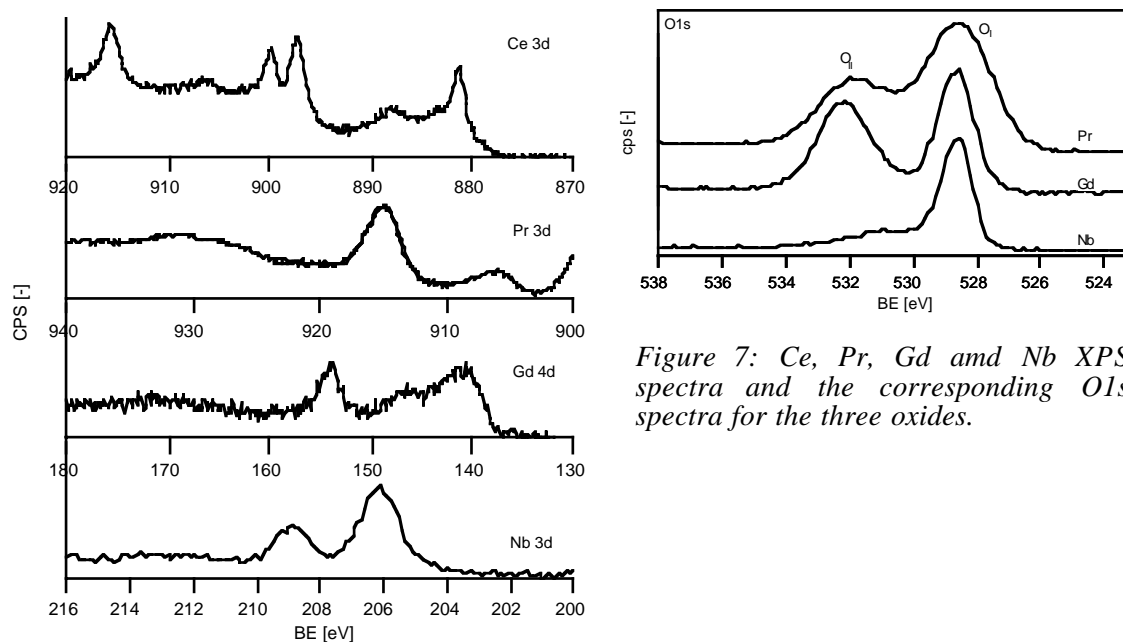 Ce 3d
920 910 900 890 880 870
Pr 3d
940 930 920 910 900
Gd 4d
180 170 160 150 140 130
Nb 3d
216 214 212 210 209 206 204 202 200
BE [eV]
CPS [-]
O1s
O II
O I
Pr
Gd
Nb
cps [-]
538 536 534 532 530 528 526 524
BE [eV]
Figure 7: Ce, Pr, Gd amd Nb XPS
spectra and the corresponding O1s
spectra for the three oxides.